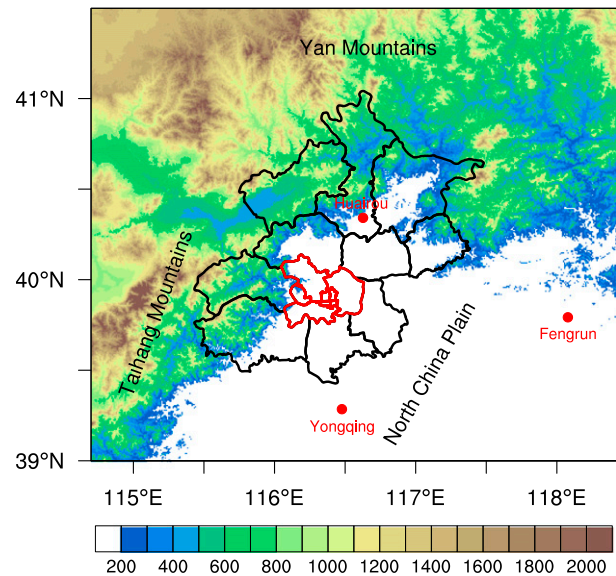 Yan Mountains
41°N
Huairou
40°N
Taihang Mountains
North China Plain
Fengrun
Yongqing
39°N
115°E 116°E 117°E 118°E
200 400 600 800 1000 1200 1400 1600 1800 2000